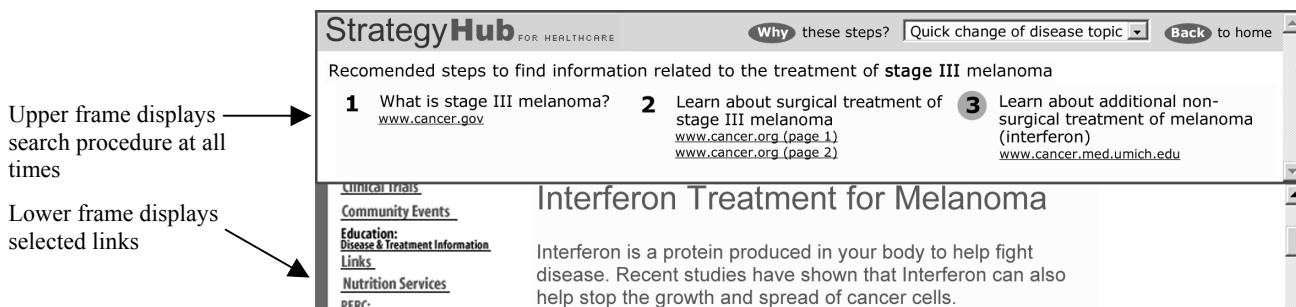 StrategyHub FOR HEALTHCARE
Why these steps? Quick change of disease topic Back to home
Recomended steps to find information related to the treatment of stage III melanoma
1 What is stage III melanoma?
www.cancer.gov
2 Learn about surgical treatment of
stage III melanoma
www.cancer.org (page 1)
www.cancer.org (page 2)
3 Learn about additional non-
surgical treatment of melanoma
(interferon)
www.cancer.med.umich.edu
Upper frame displays
search procedure at all
times
Lower frame displays
selected links
Clinical Trials
Community Events
Education:
Disease & Treatment Information
Links
Nutrition Services
PERC:
Interferon Treatment for Melanoma
Interferon is a protein produced in your body to help fight
disease. Recent studies have shown that Interferon can also
help stop the growth and spread of cancer cells.